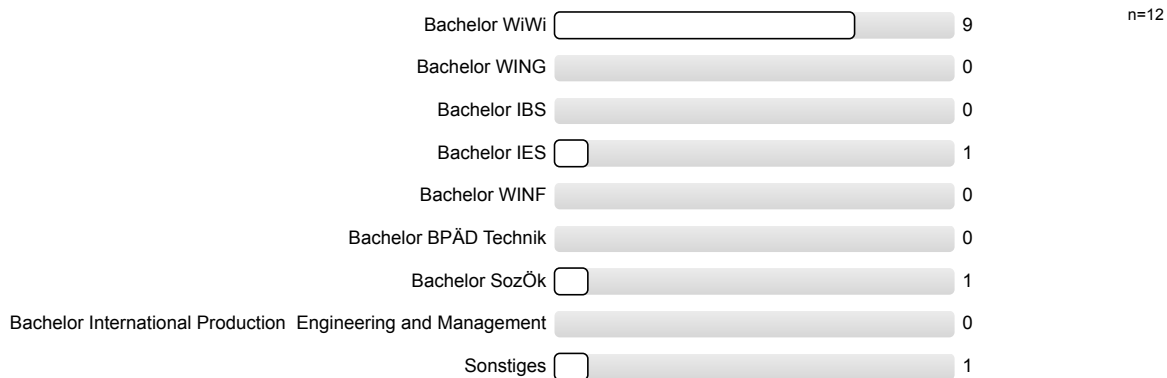 Bachelor WiWi 9 n=12
Bachelor WING 0
Bachelor IBS 0
Bachelor IES 1
Bachelor WINF 0
Bachelor BPÄD Technik 0
Bachelor SozÖk 1
Bachelor International Production  Engineering and Management 0
Sonstiges 1